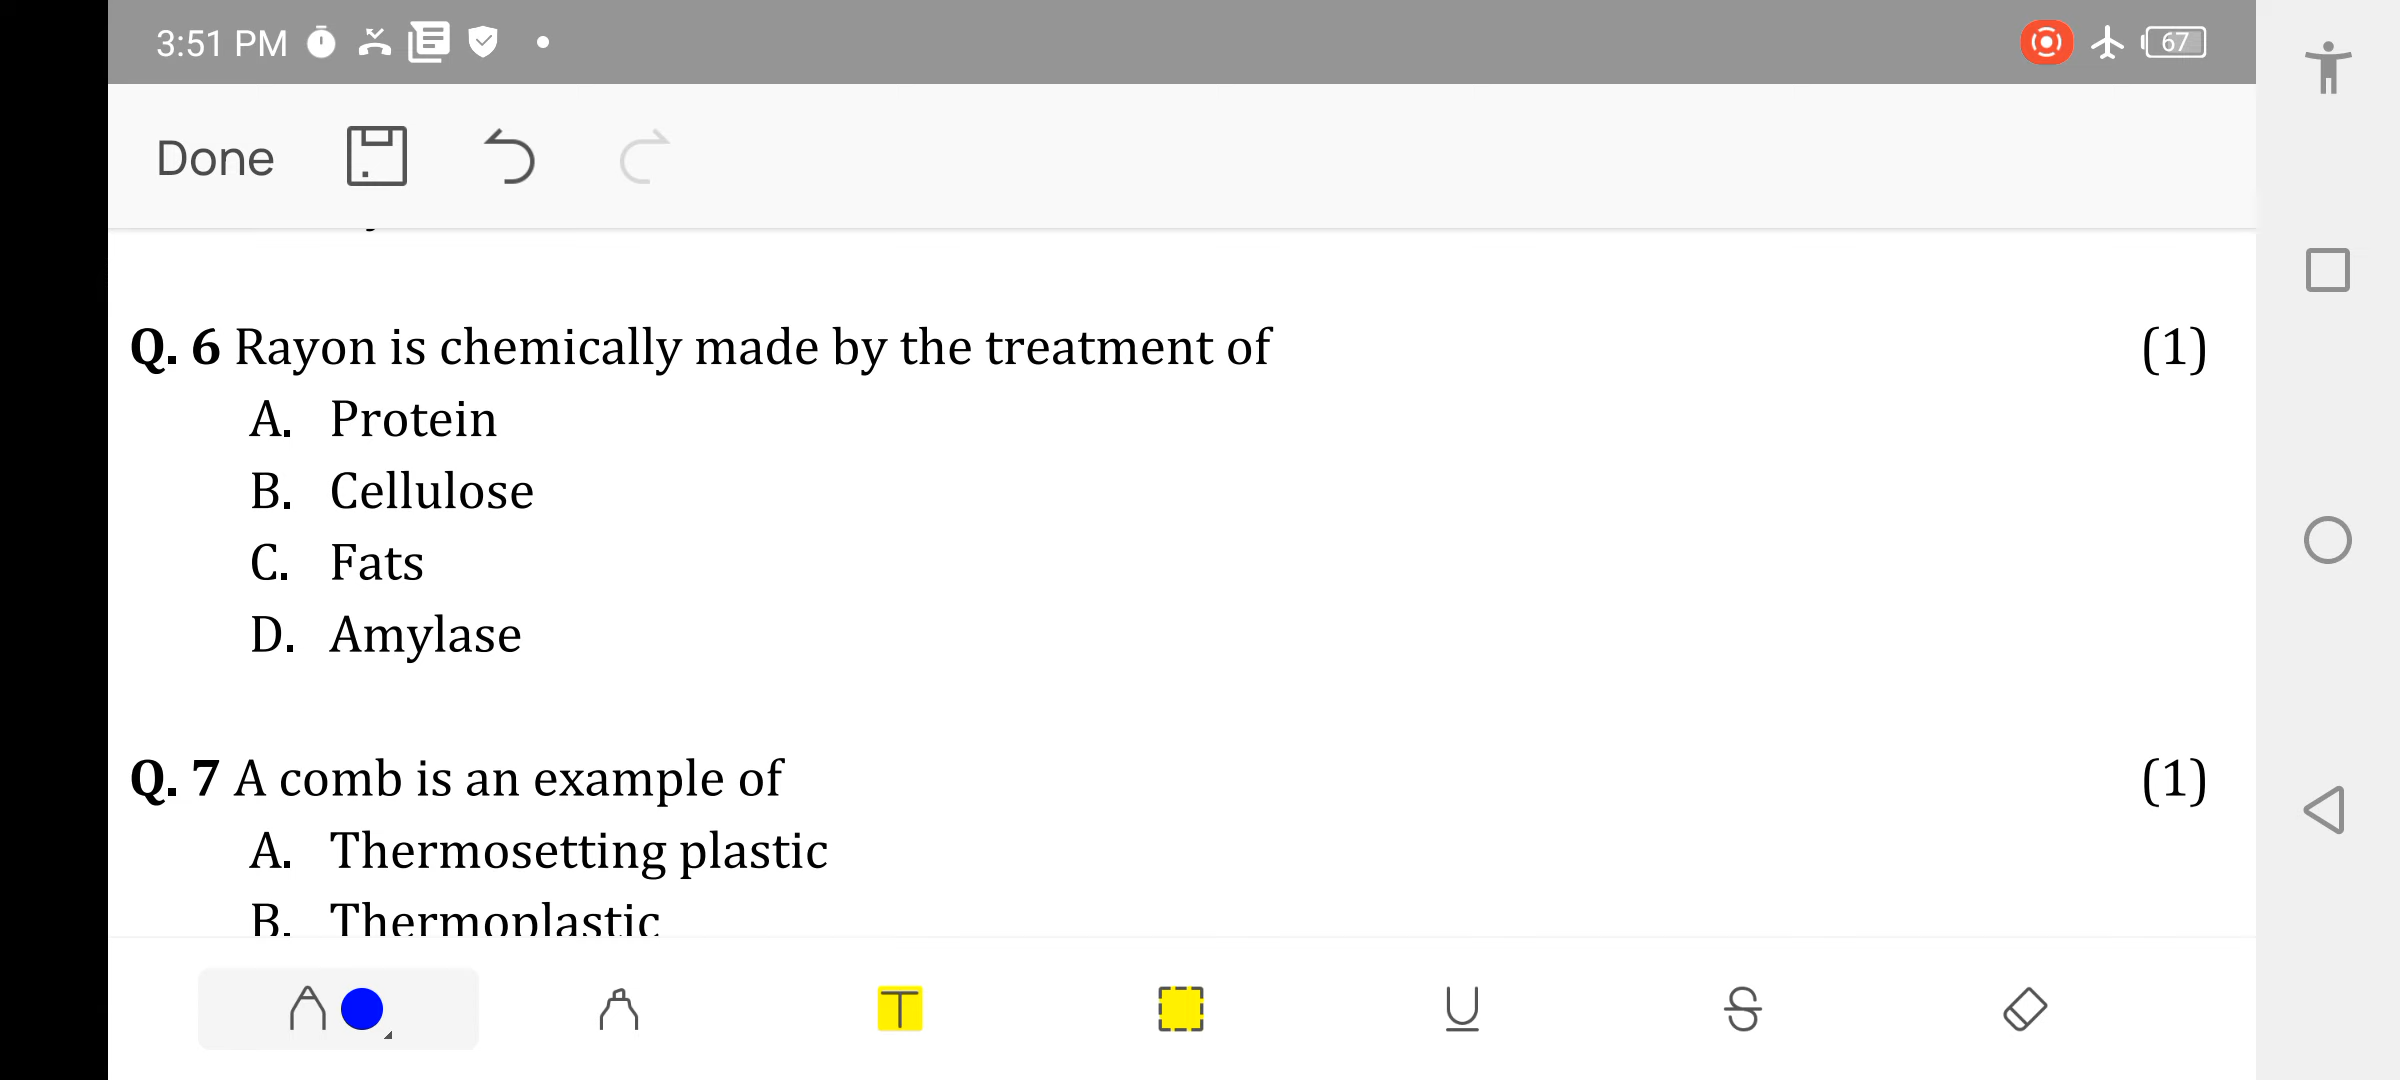 3:51 PM
67
Done
Q. 6 Rayon is chemically made by the treatment of (1)
A. Protein
B. Cellulose
C. Fats
D. Amylase
Q. 7 A comb is an example of (1)
A. Thermosetting plastic
B. Thermoplastic